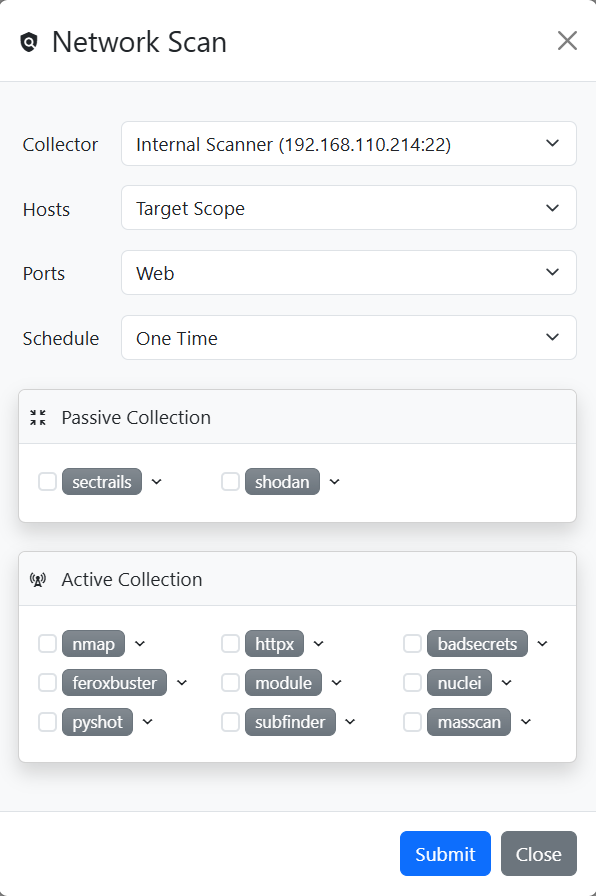 Network Scan
Collector Internal Scanner (192.168.110.214:22)
Hosts Target Scope
Ports Web
Schedule One Time
Passive Collection
sectrails shodan
Active Collection
nmap httpx badsecrets
feroxbuster module nuclei
pyshot subfinder masscan
Submit Close